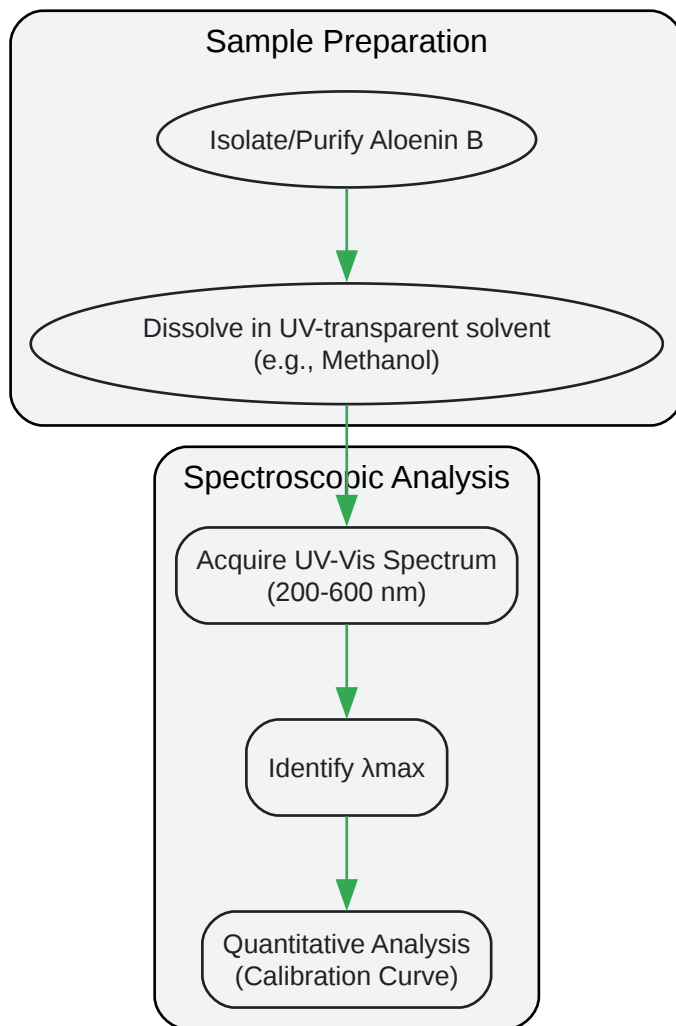 Sample Preparation
Isolate/Purify Aloenin B
Dissolve in UV-transparent solvent
(e.g., Methanol)
Spectroscopic Analysis
Acquire UV-Vis Spectrum
(200-600 nm)
Identify λmax
Quantitative Analysis
(Calibration Curve)